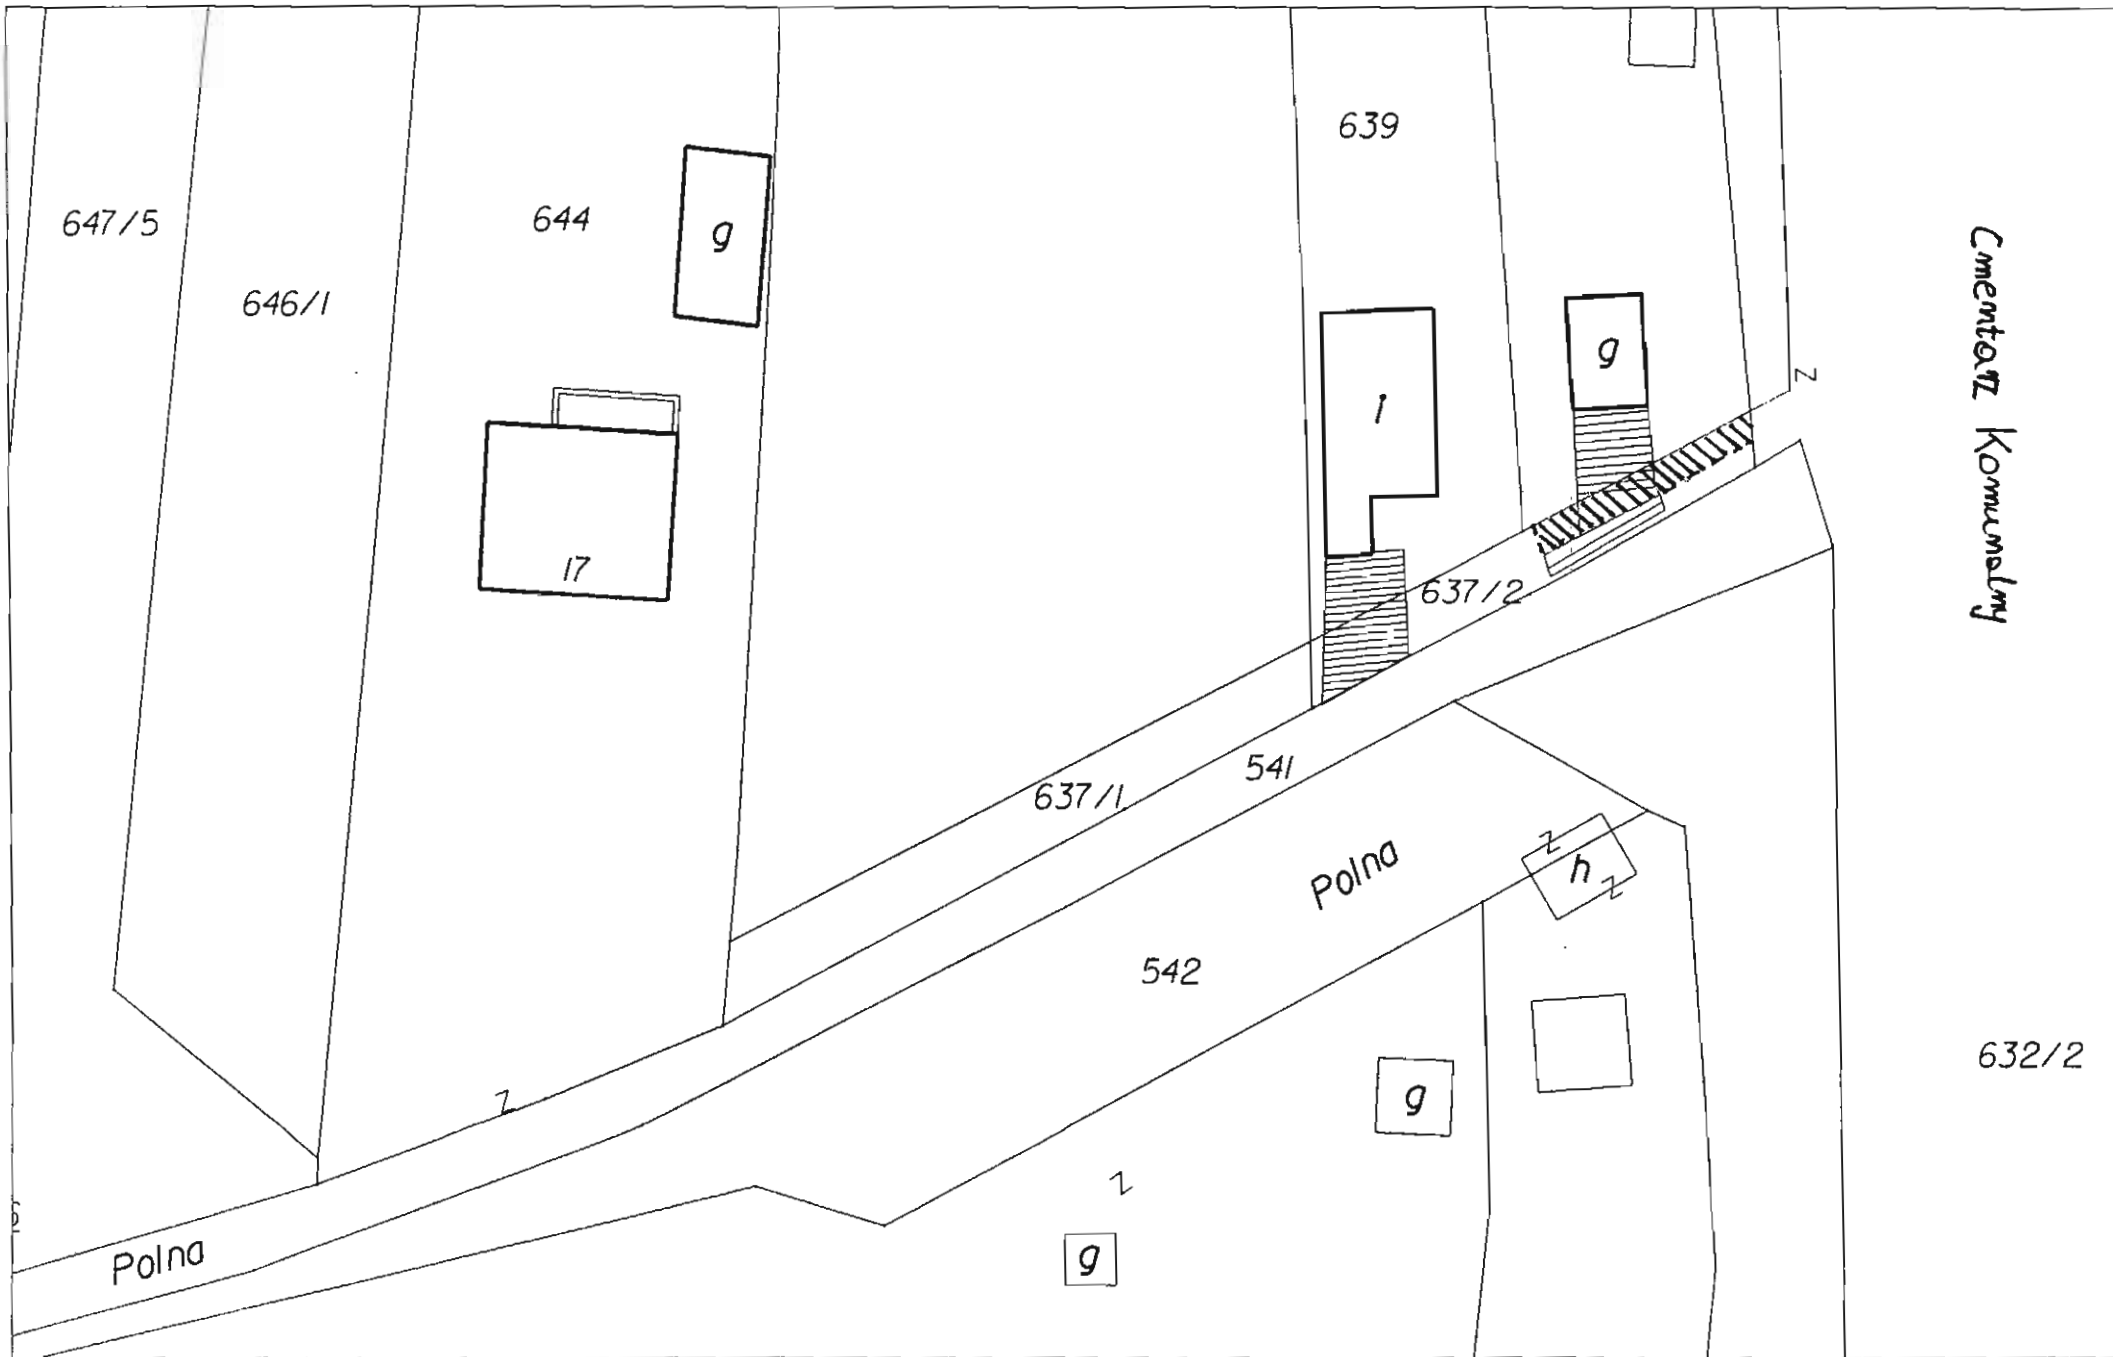 639
647/5
644
g
646/1
g
z
1
Cmentarz Komunalny
17
637/2
541
637/1
Polna
z
h
z
542
632/2
g
z
z
Polna
g